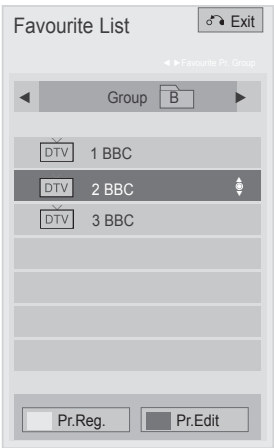 Favourite List
Exit
◄ ►Favourite Pr. Group
◄ Group B ►
DTV 1 BBC
DTV 2 BBC
DTV 3 BBC
Pr.Reg. Pr.Edit